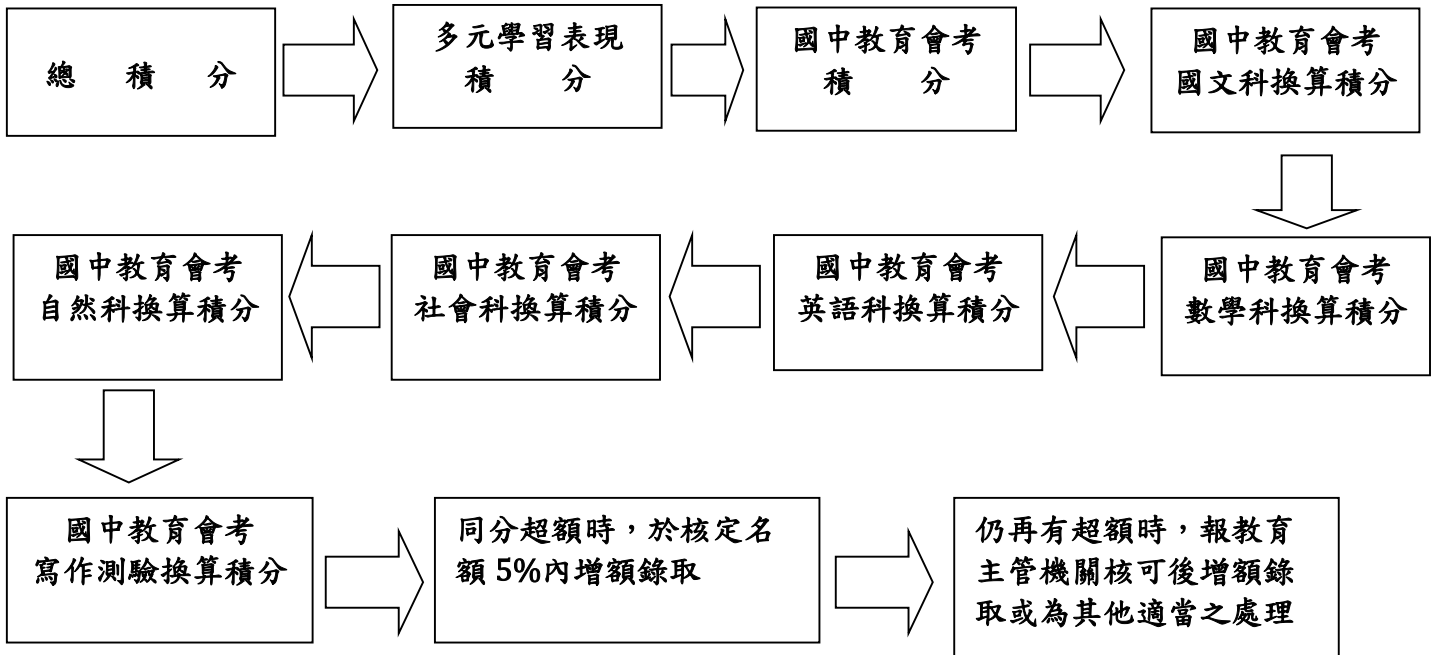 總 積 分
多元學習表現
積 分
國中教育會考
積 分
國中教育會考
國文科換算積分
國中教育會考
數學科換算積分
國中教育會考
英語科換算積分
國中教育會考
社會科換算積分
國中教育會考
自然科換算積分
國中教育會考
寫作測驗換算積分
同分超額時，於核定名
額 5%內增額錄取
仍再有超額時，報教育
主管機關核可後增額錄
取或為其他適當之處理